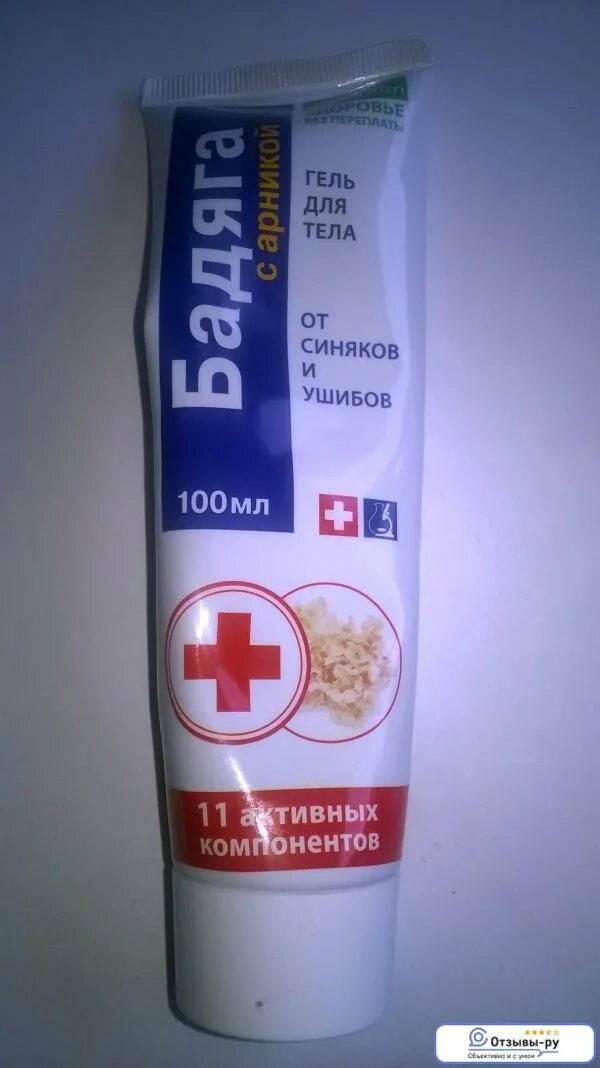 ЗДОРОВЬЕ
БЕЗ ПЕРЕПЛАТЫ
Бадяга
с арникой
ГЕЛЬ
ДЛЯ
ТЕЛА
ОТ
СИНЯКОВ
И
УШИБОВ
100мл
11 активных
компонентов
Отзывы-ру
Объективно и с умом